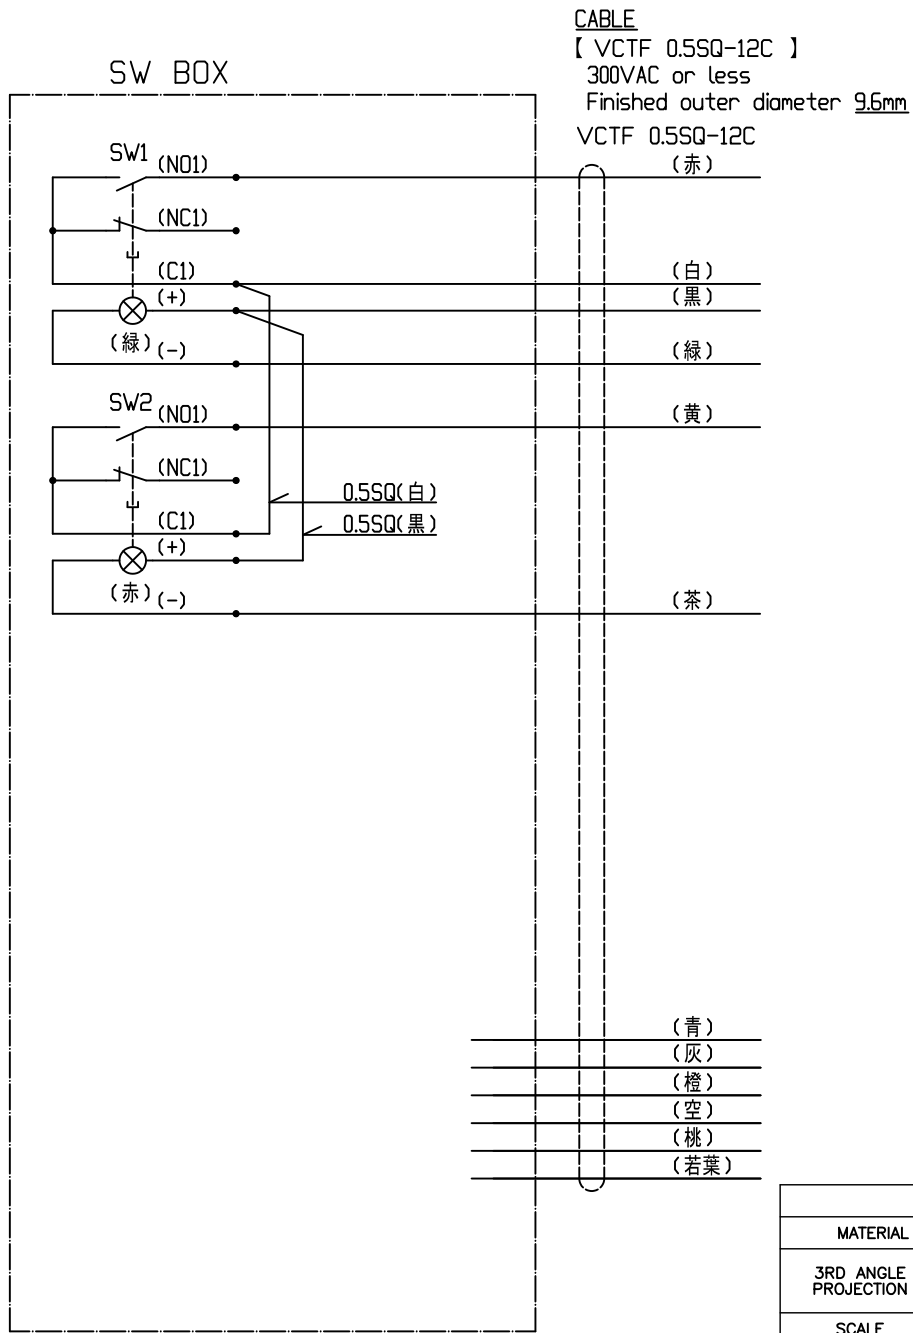 CABLE
【 VCTF 0.5SQ-12C 】
300VAC or less
Finished outer diameter 9.6mm
SW BOX
VCTF 0.5SQ-12C
SW1
(NO1)
(赤)
(NC1)
(C1)
(白)
(+)
(黒)
(緑)
(-)
(緑)
SW2
(NO1)
(黄)
(NC1)
0.5SQ(白)
(C1)
0.5SQ(黒)
(+)
(赤)
(-)
(茶)
(青)
(灰)
(橙)
(空)
(桃)
(若葉)
MATERIAL
3RD ANGLE
PROJECTION
SCALE